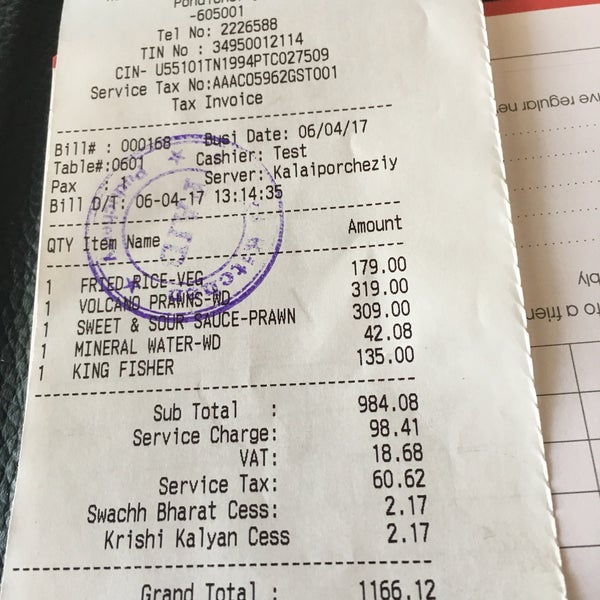 -605001
Tel No: 2226588
TIN No : 34950012114
CIN- U55101TN1994PTC027509
Service Tax No:AAACO5962GST001
Tax Invoice
Bill# : 000168 Busi Date: 06/04/17
Table#:0601 Cashier: Test
Pax : Server: Kalaiporcheziy
Bill D/T: 06-04-17 13:14:35
QTY Item Name Amount
1 FRIED RICE-VEG 179.00
1 VOLCANO PRAWNS-WD 319.00
1 SWEET & SOUR SAUCE-PRAWN 309.00
1 MINERAL WATER-WD 42.08
1 KING FISHER 135.00
Sub Total : 984.08
Service Charge: 98.41
VAT: 18.68
Service Tax: 60.62
Swachh Bharat Cess: 2.17
Krishi Kalyan Cess 2.17
Grand Total : 1166.12
ive regular ne
to a frien
bly